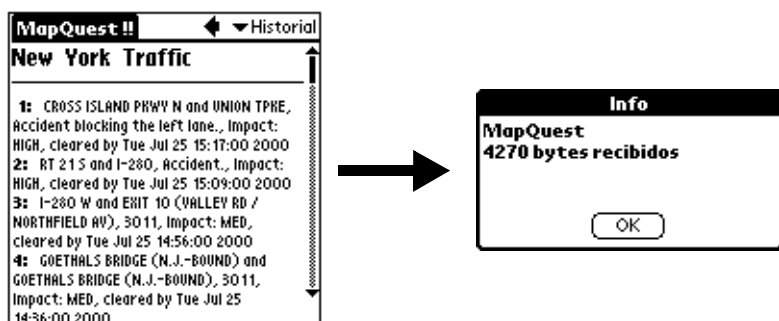 MapQuest !!
Historial
New York Traffic
1: CROSS ISLAND PKWY N and UNION TPKE,
Accident blocking the left lane., Impact:
HIGH, cleared by Tue Jul 25 15:17:00 2000
2: RT 21 S and I-280, Accident., Impact:
HIGH, cleared by Tue Jul 25 15:09:00 2000
3: I-280 W and EXIT 10 (VALLEY RD /
NORTHFIELD AV), 3011, Impact: MED,
cleared by Tue Jul 25 14:56:00 2000
4: GOETHALS BRIDGE (N.J.-BOUND) and
GOETHALS BRIDGE (N.J.-BOUND), 3011,
Impact: MED, cleared by Tue Jul 25
14:36:00 2000
Info
MapQuest
4270 bytes recibidos
OK